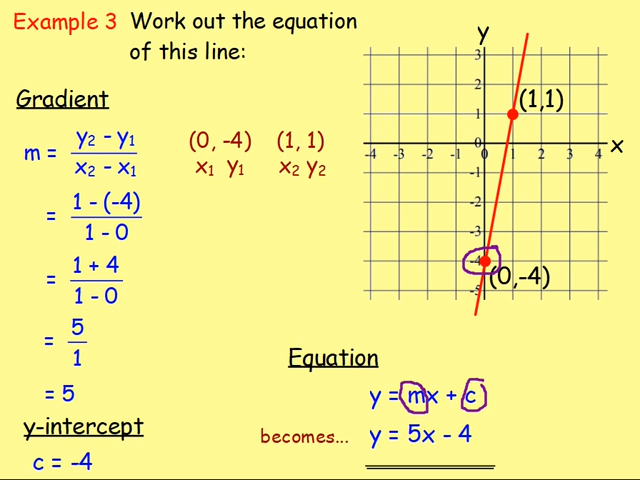 Example 3 Work out the equation
of this line:
Gradient
m = y₂ - y₁
x₂ - x₁
(0, -4) (1, 1)
x₁ y₁ x₂ y₂
= 1 - (-4)
1 - 0
= 1 + 4
1 - 0
= 5
1
= 5
y-intercept
c = -4
y
3
2
(1,1)
1
0
x
-4 -3 -2 -1 0 1 2 3 4
-1
-2
-3
-4
(0,-4)
-5
Equation
y = mx + c
becomes... y = 5x - 4